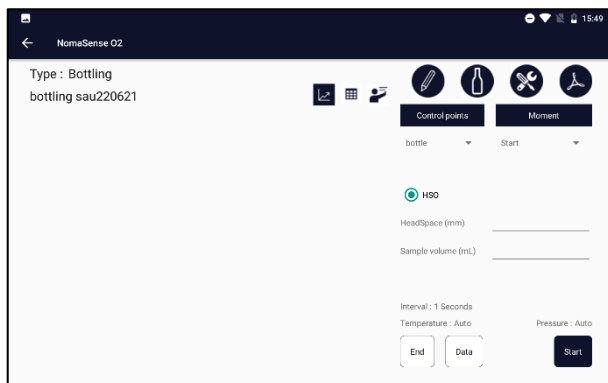 15:49
NomaSense O2
Type : Bottling
bottling sau220621
Control points
Moment
bottle
Start
HSO
HeadSpace (mm)
Sample volume (mL)
Interval : 1 Seconds
Temperature : Auto
Pressure : Auto
End
Data
Start